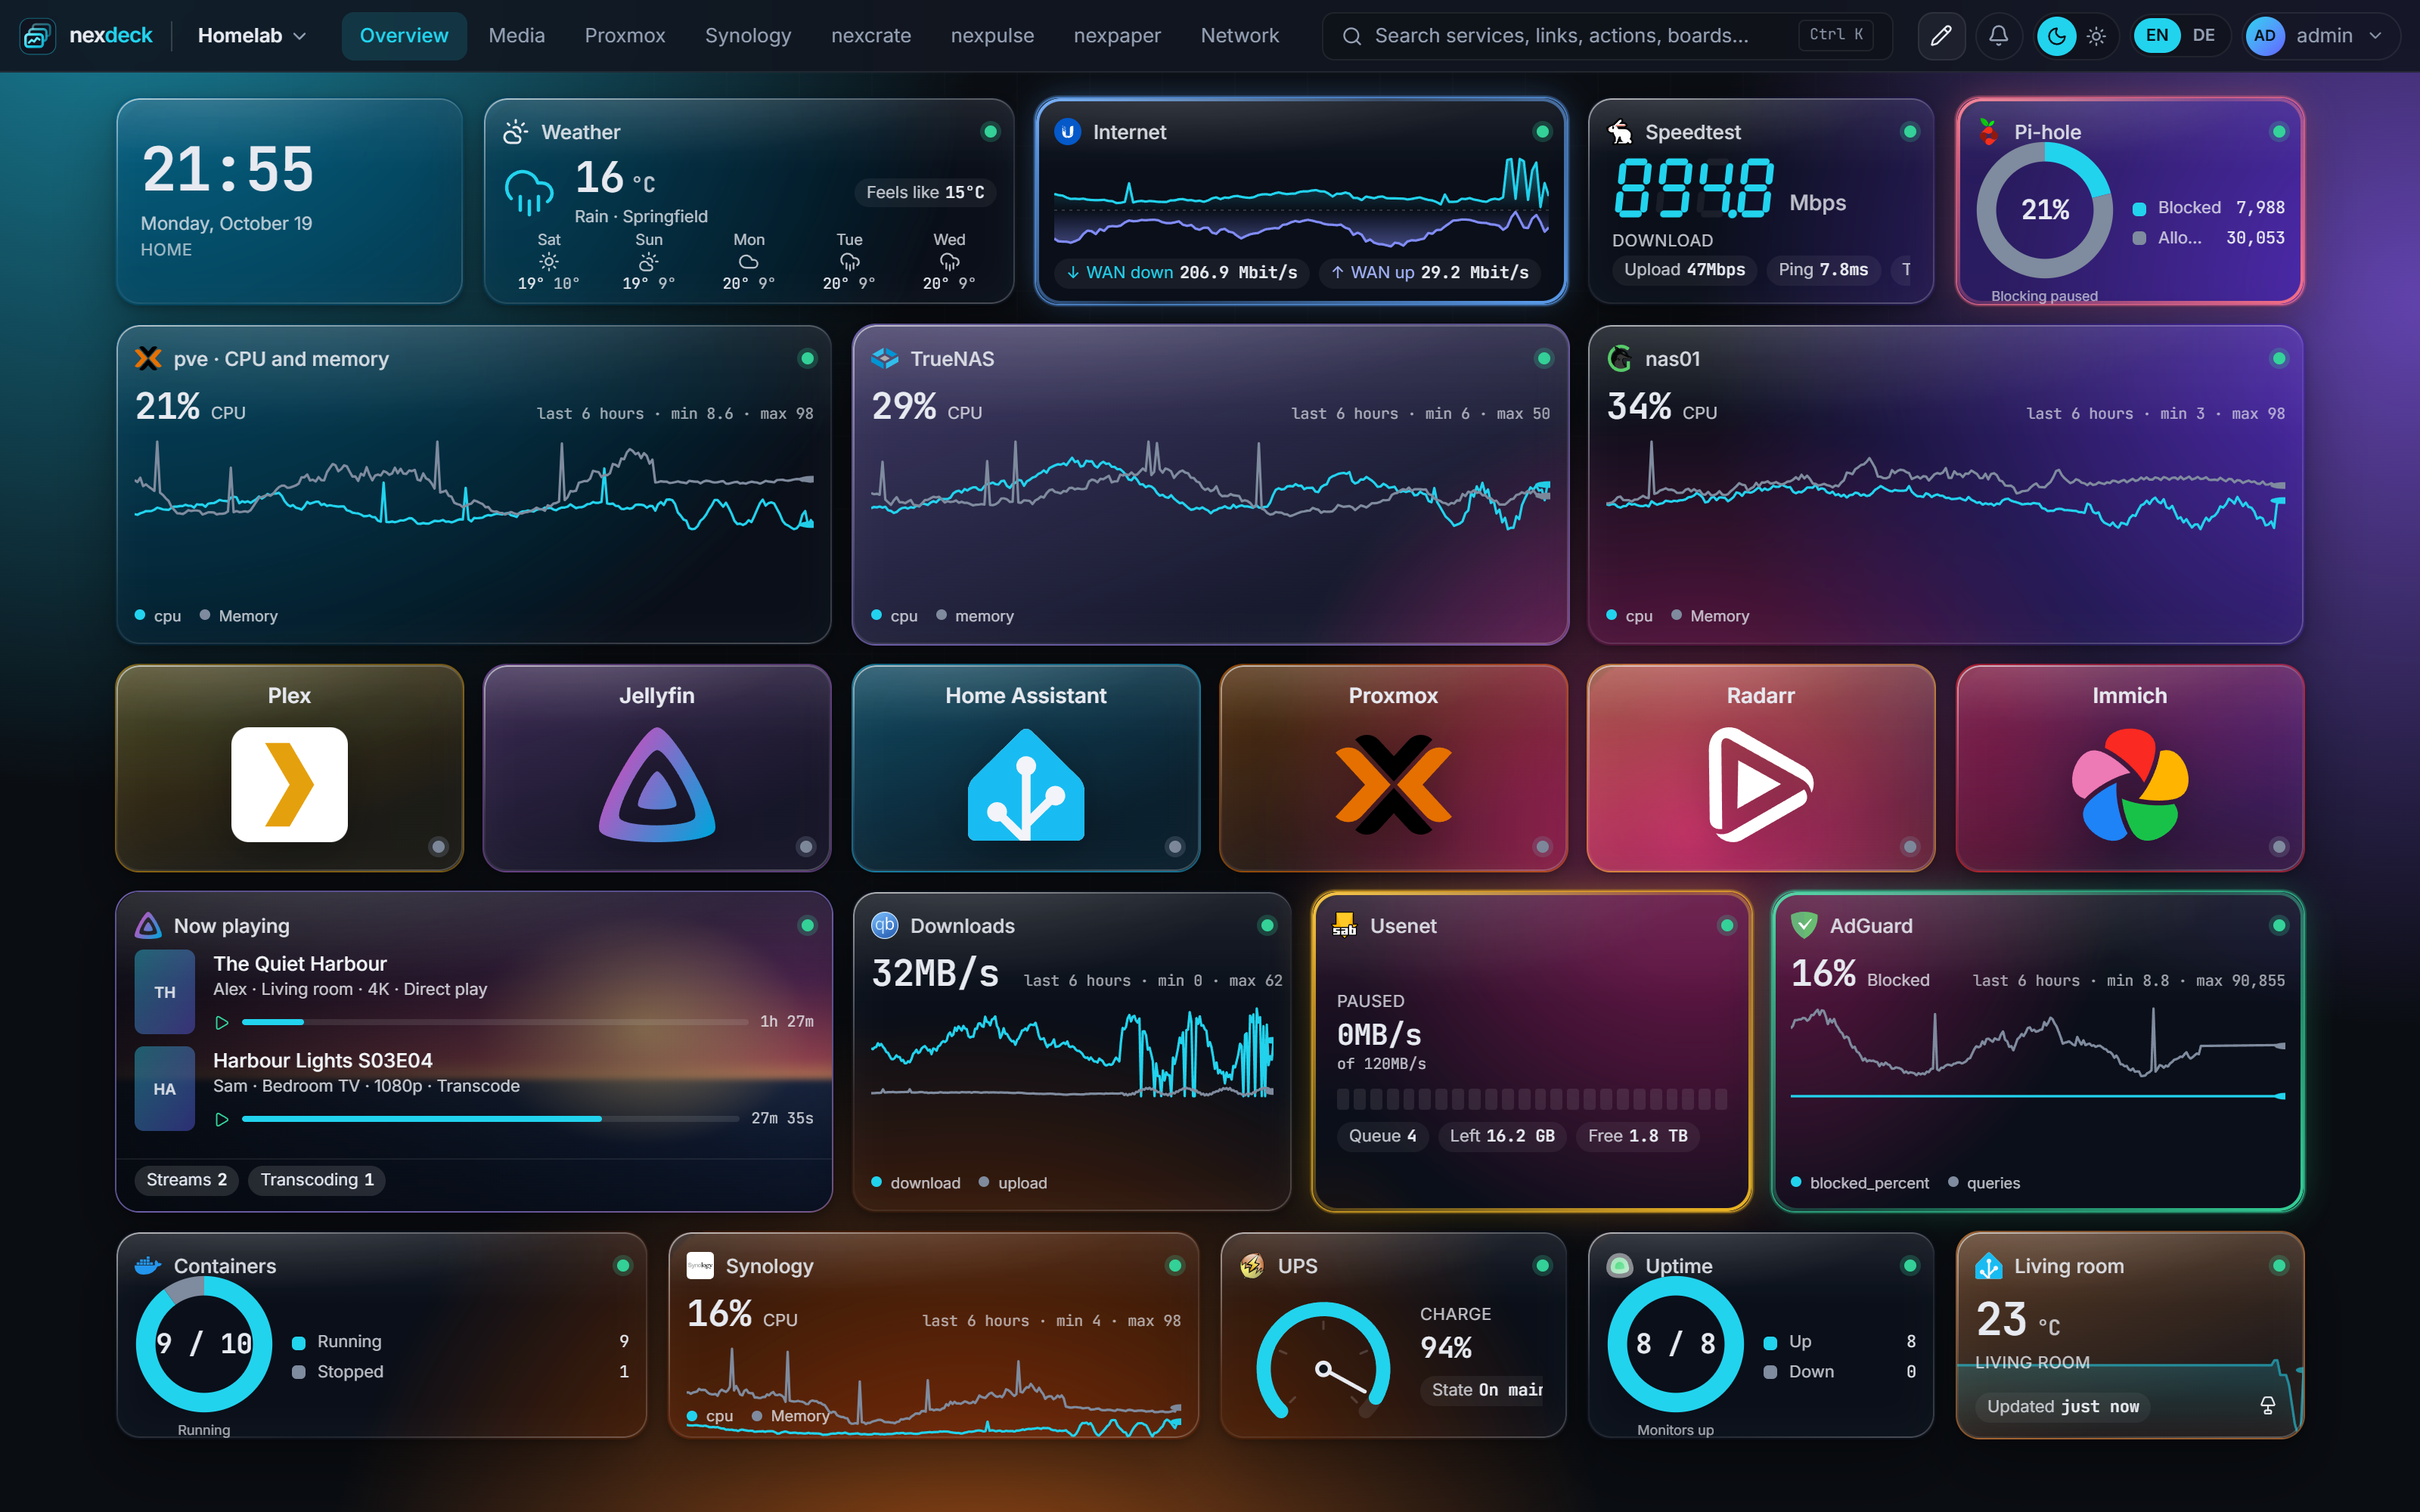 nexdeck
Homelab
Overview
Media
Proxmox
Synology
nexcrate
nexpulse
nexpaper
Network
Search services, links, actions, boards...
Ctrl K
EN
DE
AD
admin
21:55
Monday, October 19
HOME
Weather
16 °C
Feels like 15°C
Rain · Springfield
Sat Sun Mon Tue Wed
19° 10° 19° 9° 20° 9° 20° 9° 20° 9°
Internet
↓ WAN down 206.9 Mbit/s ↑ WAN up 29.2 Mbit/s
Speedtest
894.8 Mbps
DOWNLOAD
Upload 47Mbps Ping 7.8ms T
Pi-hole
21%
Blocked 7,988
Allo... 30,053
Blocking paused
pve · CPU and memory
21% CPU
last 6 hours · min 8.6 · max 98
cpu Memory
TrueNAS
29% CPU
last 6 hours · min 6 · max 50
cpu memory
nas01
34% CPU
last 6 hours · min 3 · max 98
cpu Memory
Plex
Jellyfin
Home Assistant
Proxmox
Radarr
Immich
Now playing
TH
The Quiet Harbour
Alex · Living room · 4K · Direct play
1h 27m
HA
Harbour Lights S03E04
Sam · Bedroom TV · 1080p · Transcode
27m 35s
Streams 2 Transcoding 1
qb
Downloads
32MB/s
last 6 hours · min 0 · max 62
download upload
sab
Usenet
PAUSED
0MB/s
of 120MB/s
Queue 4 Left 16.2 GB Free 1.8 TB
AdGuard
16% Blocked
last 6 hours · min 8.8 · max 90,855
blocked_percent queries
Containers
9 / 10
Running 9
Stopped 1
Running
Synology
Synology
16% CPU
last 6 hours · min 4 · max 98
cpu Memory
UPS
CHARGE
94%
State On main
Uptime
8 / 8
Up 8
Down 0
Monitors up
Living room
23 °C
LIVING ROOM
Updated just now